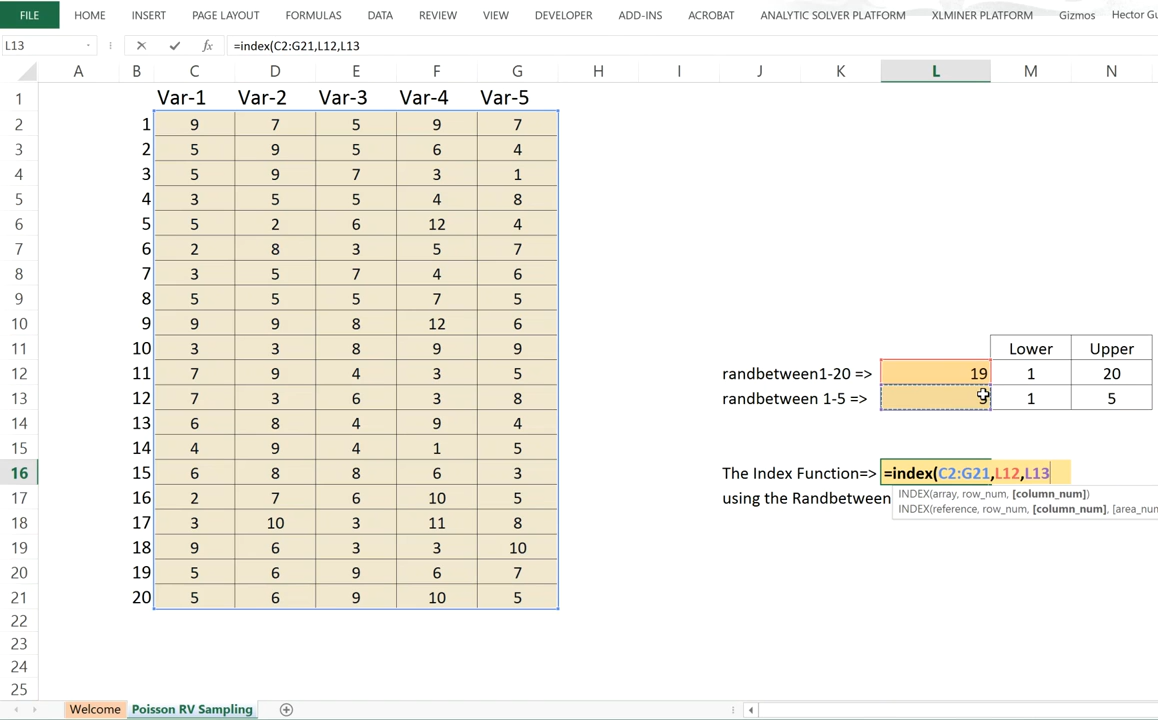 FILE HOME INSERT PAGE LAYOUT FORMULAS DATA REVIEW VIEW DEVELOPER ADD-INS ACROBAT ANALYTIC SOLVER PLATFORM XLMINER PLATFORM Gizmos Hector
L13 fx =index(C2:G21,L12,L13
A B C D E F G H I J K L M N
1 Var-1 Var-2 Var-3 Var-4 Var-5
2 1 9 7 5 9 7
3 2 5 9 5 6 4
4 3 5 9 7 3 1
5 4 3 5 5 4 8
6 5 5 2 6 12 4
7 6 2 8 3 5 7
8 7 3 5 7 4 6
9 8 5 5 5 7 5
10 9 9 9 8 12 6
11 10 3 3 8 9 9 Lower Upper
12 11 7 9 4 3 5 randbetween1-20 => 19 1 20
13 12 7 3 6 3 8 randbetween 1-5 => 1 5
14 13 6 8 4 9 4
15 14 4 9 4 1 5
16 15 6 8 8 6 3 The Index Function=> =index(C2:G21,L12,L13
17 16 2 7 6 10 5 using the Randbetween INDEX(array, row_num, [column_num])
18 17 3 10 3 11 8 INDEX(reference, row_num, [column_num],
19 18 9 6 3 3 10
20 19 5 6 9 6 7
21 20 5 6 9 10 5
22
23
24
25
Welcome Poisson RV Sampling